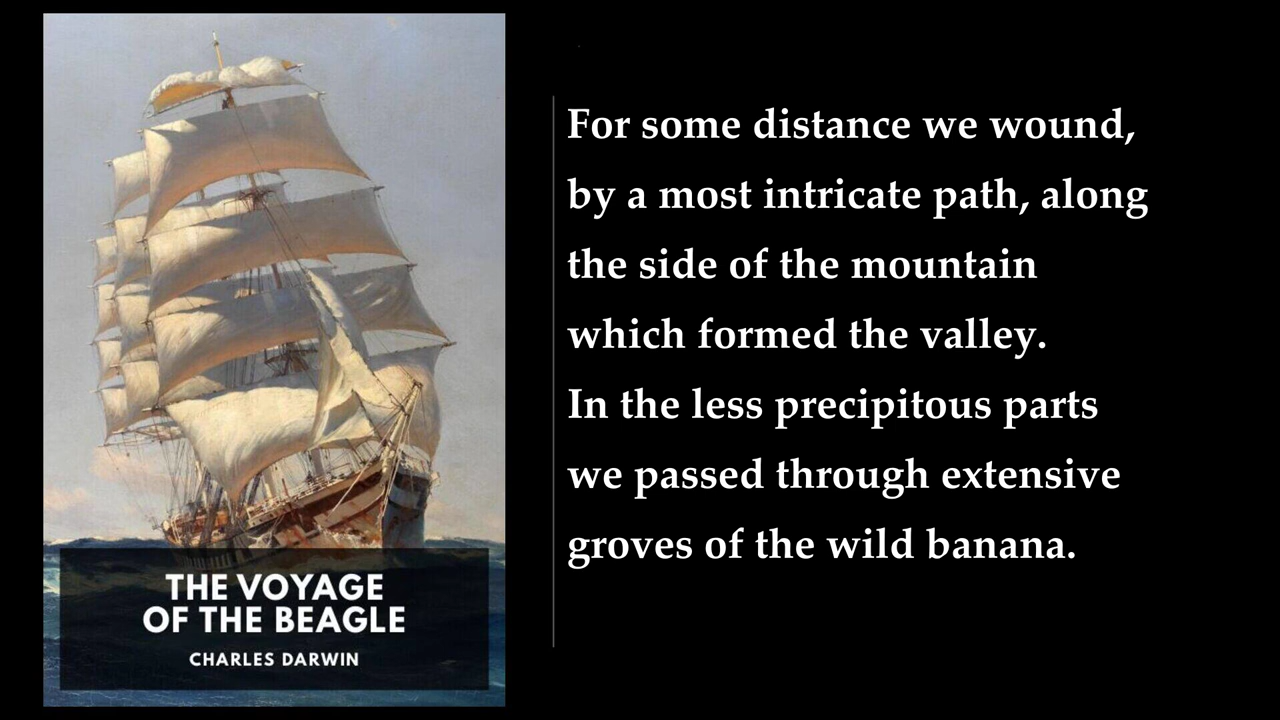 THE VOYAGE
OF THE BEAGLE
CHARLES DARWIN
For some distance we wound,
by a most intricate path, along
the side of the mountain
which formed the valley.
In the less precipitous parts
we passed through extensive
groves of the wild banana.